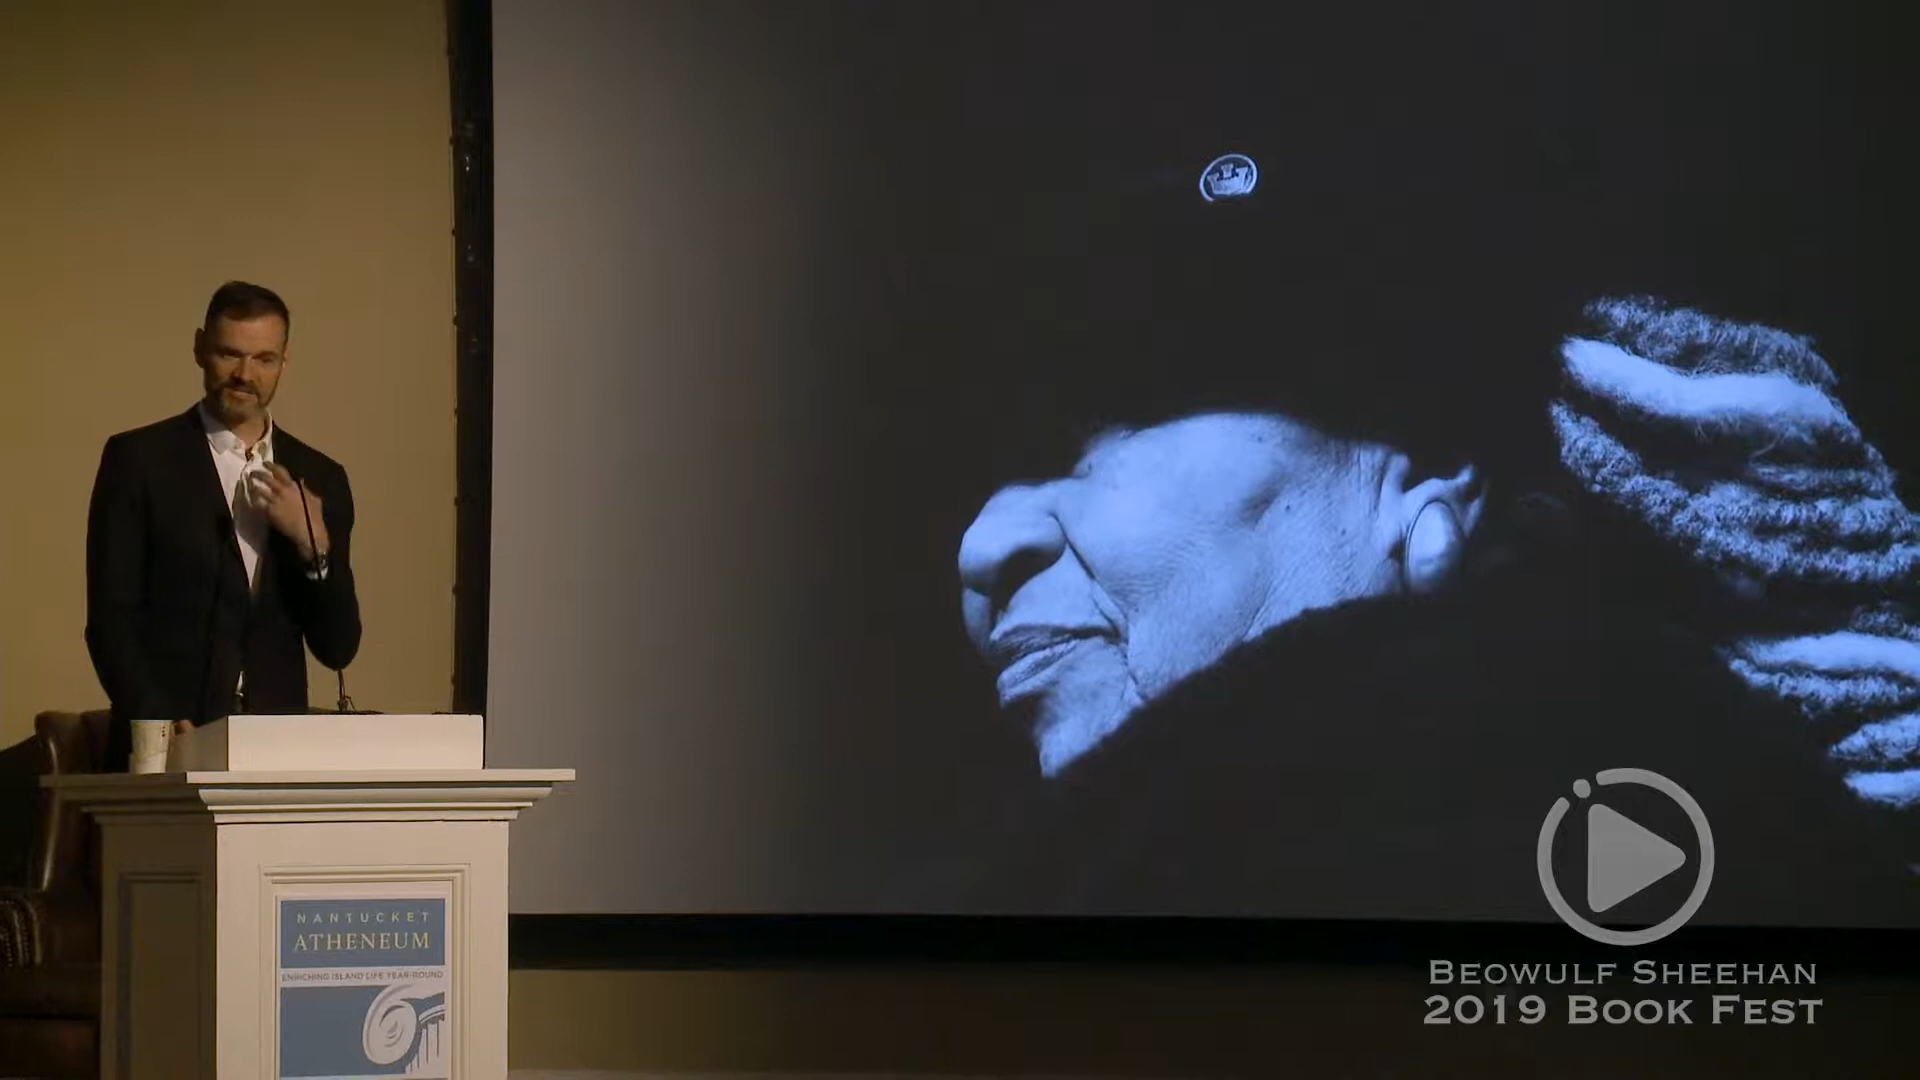 NANTUCKET
ATHENEUM
ENRICHING ISLAND LIFE YEAR-ROUND
BEOWULF SHEEHAN
2019 BOOK FEST